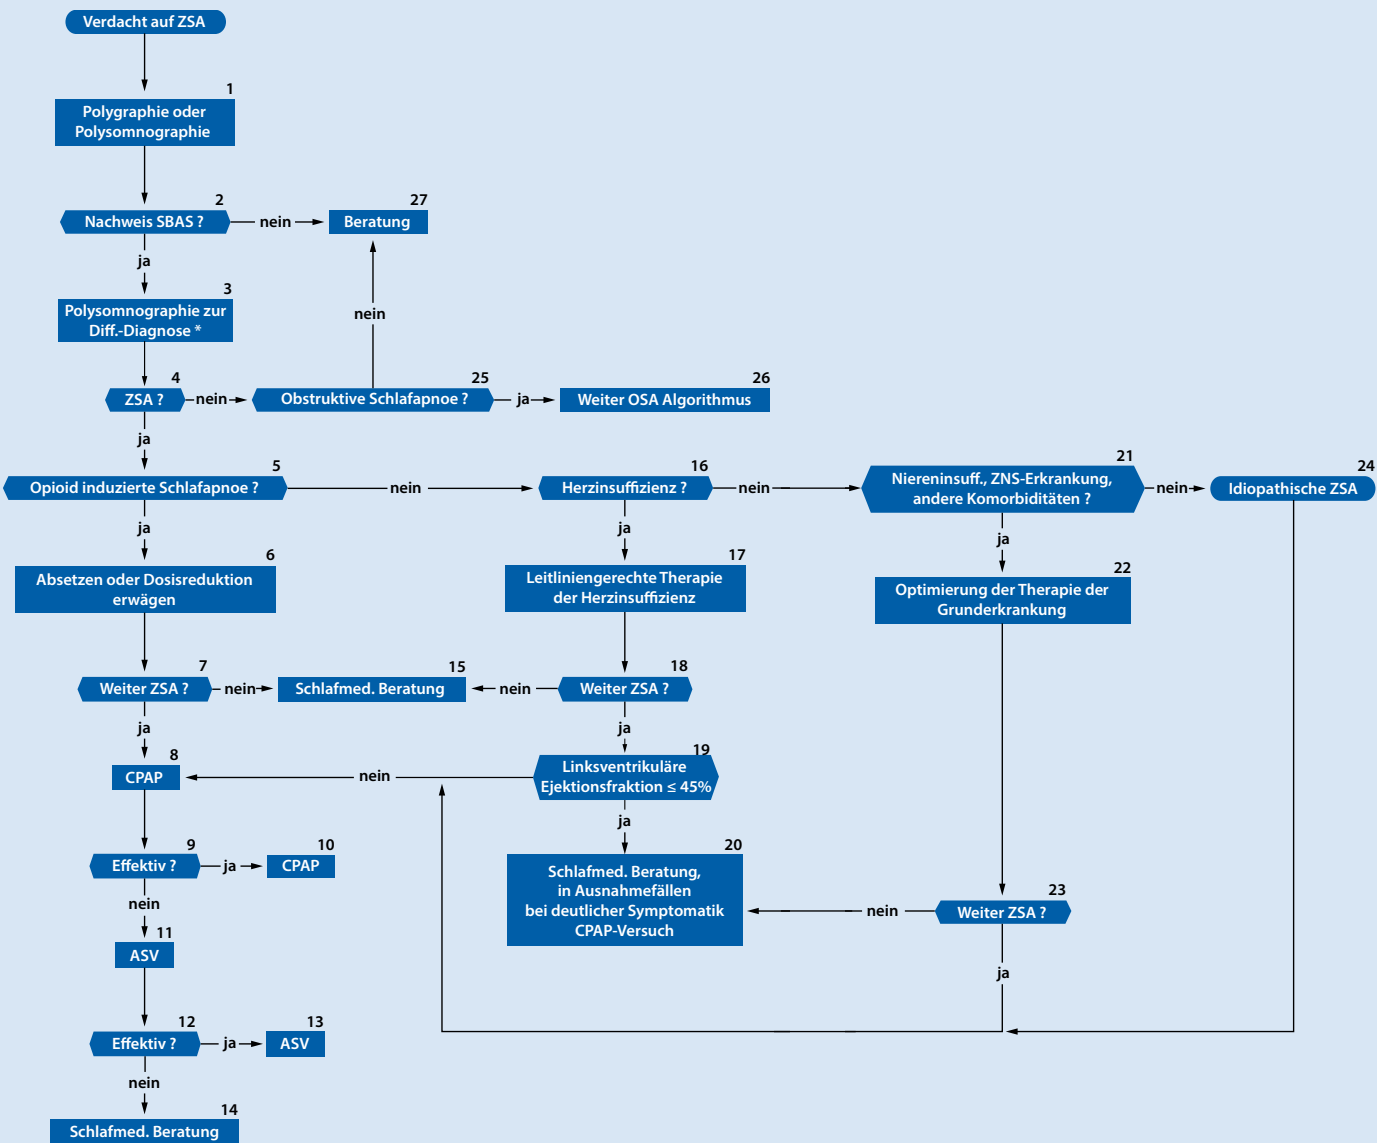 Verdacht auf ZSA
1
Polygraphie oder
Polysomnographie
2
Nachweis SBAS ?
nein
27
Beratung
ja
3
Polysomnographie zur
Diff.-Diagnose *
nein
4
ZSA ?
nein
25
Obstruktive Schlafapnoe ?
ja
26
Weiter OSA Algorithmus
ja
5
Opioid induzierte Schlafapnoe ?
nein
16
Herzinsuffizienz ?
nein
21
Niereninsuff., ZNS-Erkrankung,
andere Komorbiditäten ?
nein
24
Idiopathische ZSA
ja
ja
ja
6
Absetzen oder Dosisreduktion
erwägen
17
Leitliniengerechte Therapie
der Herzinsuffizienz
22
Optimierung der Therapie der
Grunderkrankung
7
Weiter ZSA ?
nein
15
Schlafmed. Beratung
nein
18
Weiter ZSA ?
ja
ja
8
CPAP
nein
19
Linksventrikuläre
Ejektionsfraktion ≤ 45%
ja
9
Effektiv ?
ja
10
CPAP
20
Schlafmed. Beratung,
in Ausnahmefällen
bei deutlicher Symptomatik
CPAP-Versuch
nein
23
Weiter ZSA ?
nein
11
ASV
ja
12
Effektiv ?
ja
13
ASV
nein
14
Schlafmed. Beratung